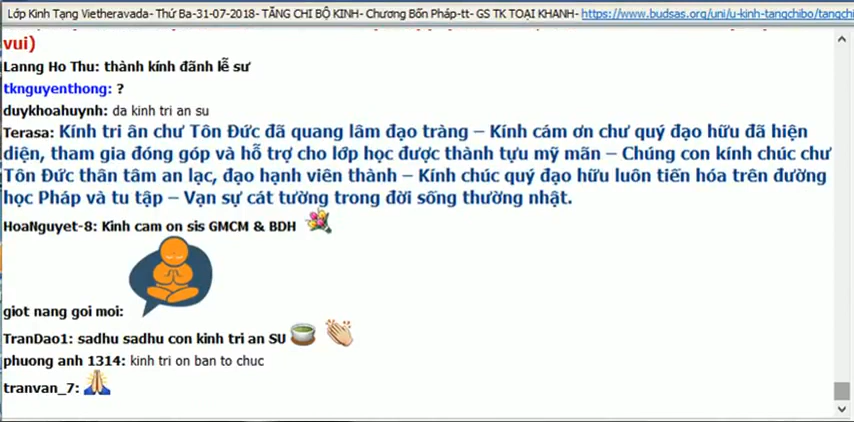 Lớp Kinh Tạng Vietheravada- Thứ Ba-31-07-2018- TĂNG CHI BỘ KINH- Chương Bốn Pháp-tt- GS TK TOẠI KHANH- https://www.budsas.org/uni/u-kinh-tangchibo/tangchi
vui)
Lanng Ho Thu: thành kính đãnh lễ sư
tknguyenthong: ?
duykhoahuynh: da kinh tri an su
Terasa: Kính tri ân chư Tôn Đức đã quang lâm đạo tràng – Kính cám ơn chư quý đạo hữu đã hiện
diện, tham gia đóng góp và hỗ trợ cho lớp học được thành tựu mỹ mãn – Chúng con kính chúc chư
Tôn Đức thân tâm an lạc, đạo hạnh viên thành – Kính chúc quý đạo hữu luôn tiến hóa trên đường
học Pháp và tu tập – Vạn sự cát tường trong đời sống thường nhật.
HoaNguyet-8: Kinh cam on sis GMCM & BDH
giot nang goi moi:
TranDao1: sadhu sadhu con kinh tri an SU
phuong anh 1314: kinh tri on ban to chuc
tranvan_7: